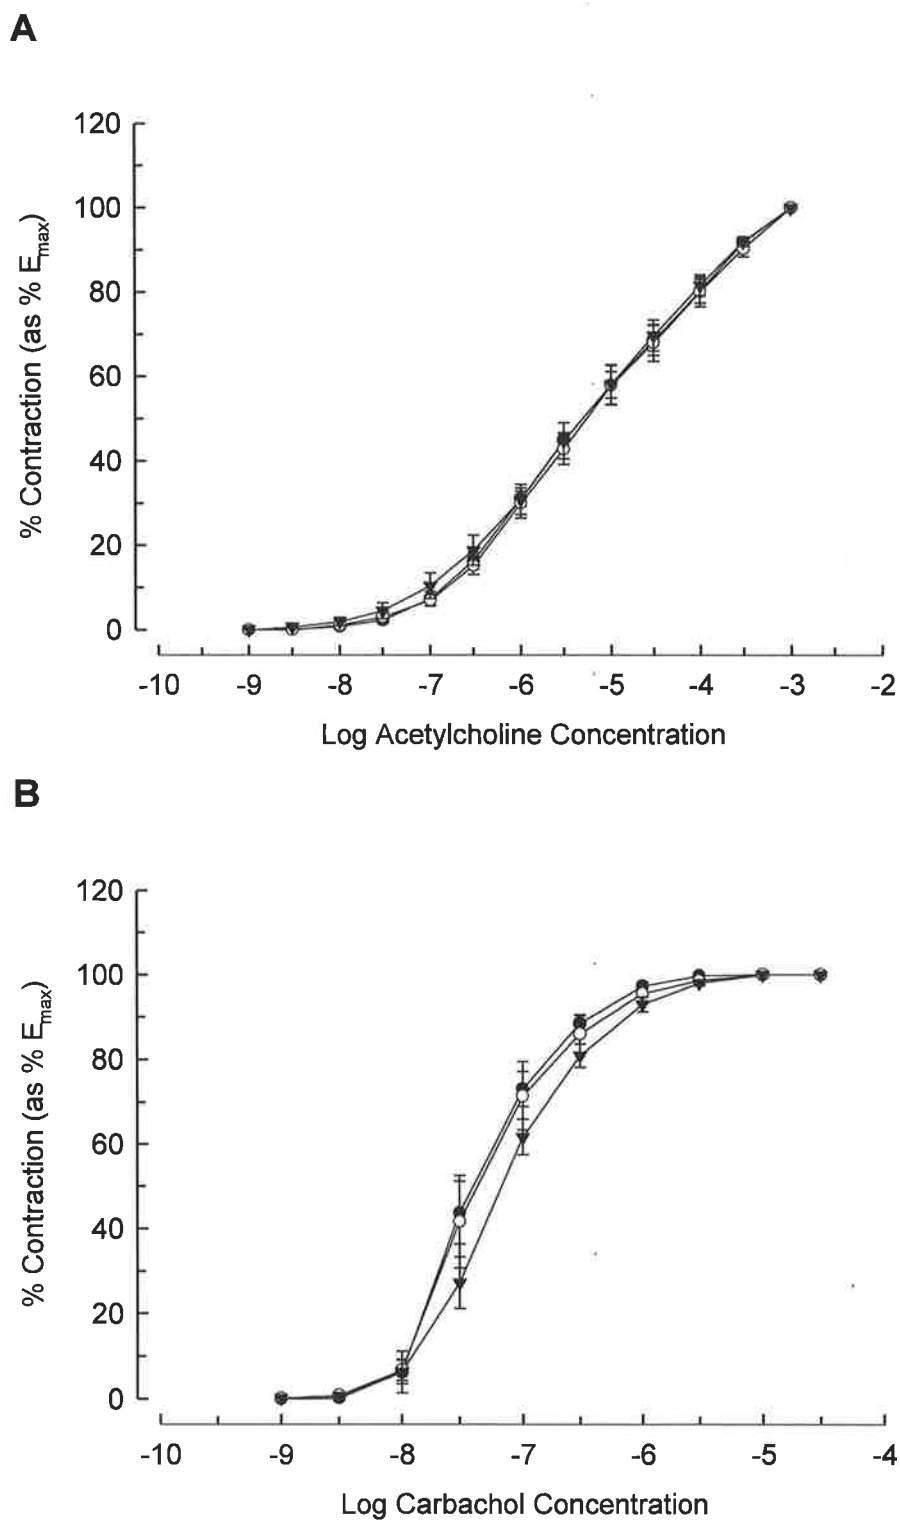 A
120
100
80
60
40
20
0
% Contraction (as % Emax)
-10 -9 -8 -7 -6 -5 -4 -3 -2
Log Acetylcholine Concentration
B
120
100
80
60
40
20
0
% Contraction (as % Emax)
-10 -9 -8 -7 -6 -5 -4
Log Carbachol Concentration